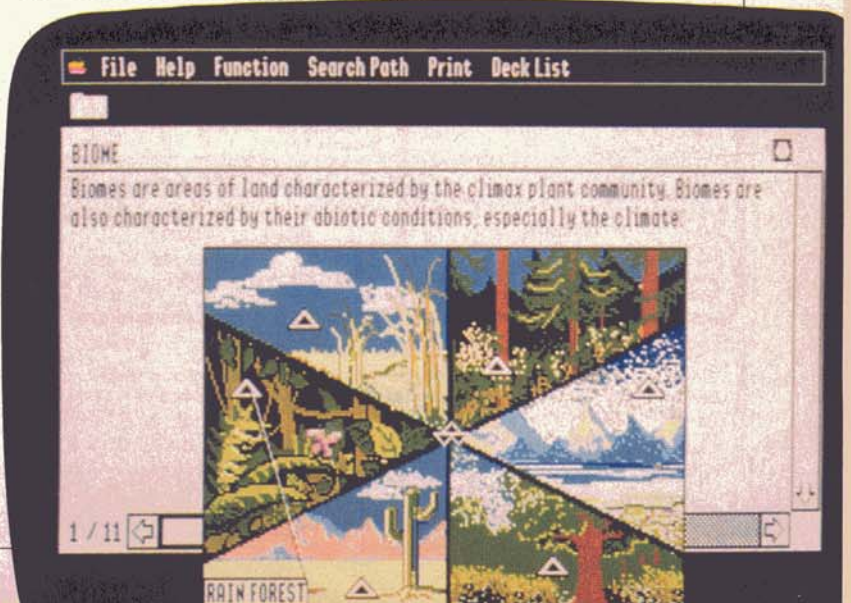 File Help Function Search Path Print Deck List
BIOME
Biomes are areas of land characterized by the climax plant community. Biomes are
also characterized by their abiotic conditions, especially the climate.
1 / 11
RAIN FOREST